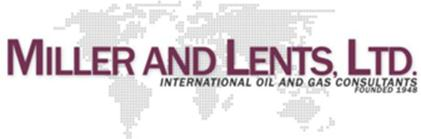 MILLER AND LENTS, LTD.
INTERNATIONAL OIL AND GAS CONSULTANTS
FOUNDED 1948